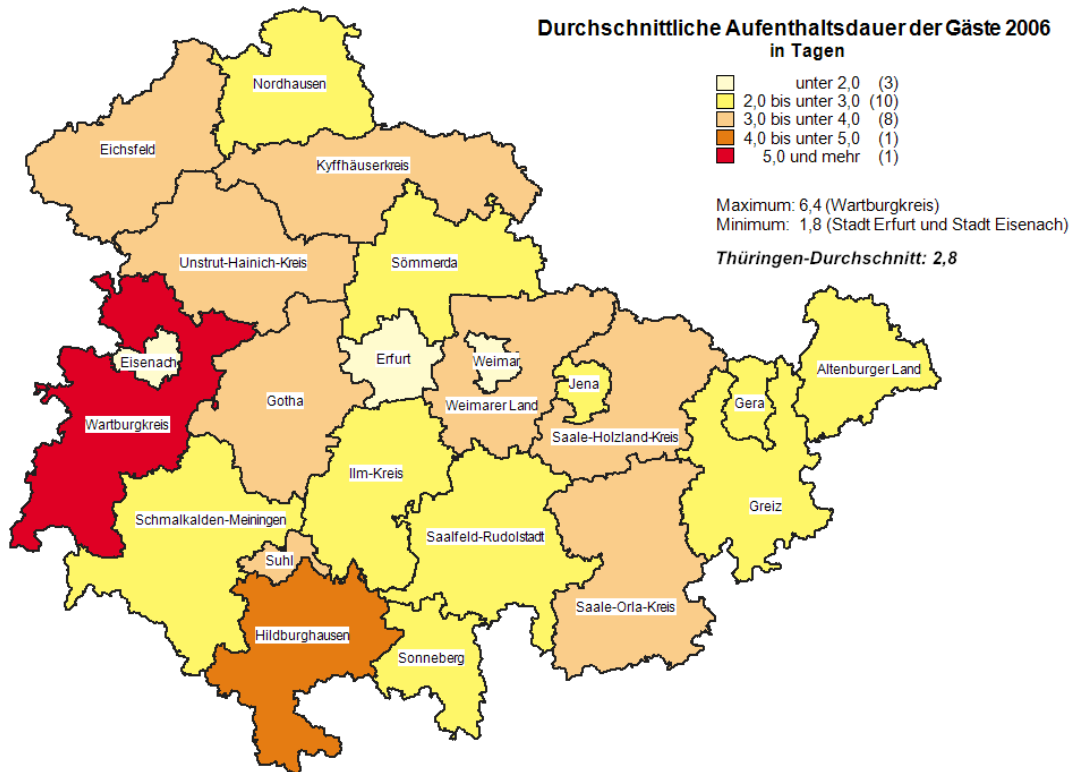 Durchschnittliche Aufenthaltsdauer der Gäste 2006
in Tagen
unter 2,0 (3)
2,0 bis unter 3,0 (10)
3,0 bis unter 4,0 (8)
4,0 bis unter 5,0 (1)
5,0 und mehr (1)
Maximum: 6,4 (Wartburgkreis)
Minimum: 1,8 (Stadt Erfurt und Stadt Eisenach)
Thüringen-Durchschnitt: 2,8
Nordhausen
Eichsfeld
Kyffhäuserkreis
Unstrut-Hainich-Kreis
Sömmerda
Eisenach
Erfurt
Weimar
Jena
Altenburger Land
Gotha
Weimarer Land
Gera
Wartburgkreis
Saale-Holzland-Kreis
Ilm-Kreis
Greiz
Schmalkalden-Meiningen
Saalfeld-Rudolstadt
Suhl
Saale-Orla-Kreis
Hildburghausen
Sonneberg